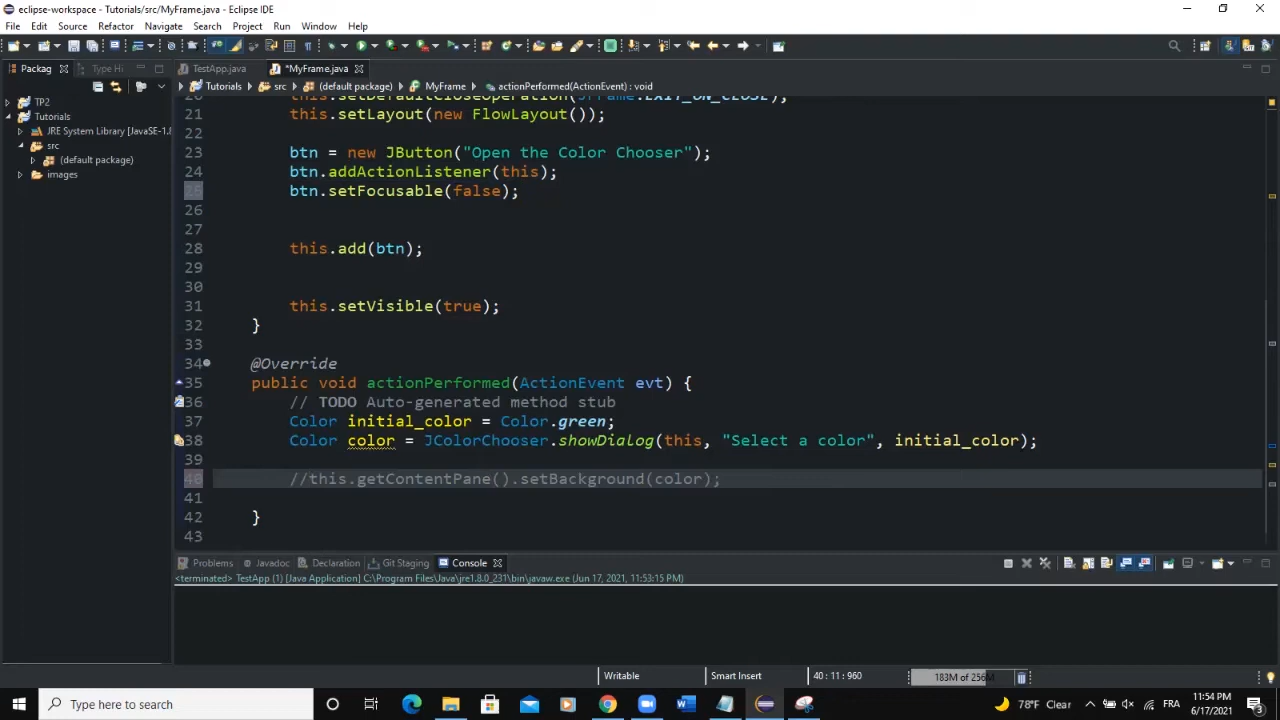 eclipse-workspace - Tutorials/src/MyFrame.java - Eclipse IDE
File Edit Source Refactor Navigate Search Project Run Window Help
Packag Type Hi TestApp.java *MyFrame.java
Tutorials src (default package) MyFrame actionPerformed(ActionEvent) : void
TP2
Tutorials
JRE System Library [JavaSE-1.
src
(default package)
images
20 this.setDefaultCloseOperation(JFrame.EXIT_ON_CLOSE);
21 this.setLayout(new FlowLayout());
22
23 btn = new JButton("Open the Color Chooser");
24 btn.addActionListener(this);
25 btn.setFocusable(false);
26
27
28 this.add(btn);
29
30
31 this.setVisible(true);
32 }
33
34 @Override
35 public void actionPerformed(ActionEvent evt) {
36 // TODO Auto-generated method stub
37 Color initial_color = Color.green;
38 Color color = JColorChooser.showDialog(this, "Select a color", initial_color);
39
40 //this.getContentPane().setBackground(color);
41
42 }
43
Problems Javadoc Declaration Git Staging Console
<terminated> TestApp (1) [Java Application] C:\Program Files\Java\jre1.8.0_231\bin\javaw.exe (Jun 17, 2021, 11:53:15 PM)
Writable Smart Insert 40 : 11 : 960 183M of 256M
Type here to search
78°F Clear FRA 11:54 PM
6/17/2021
3